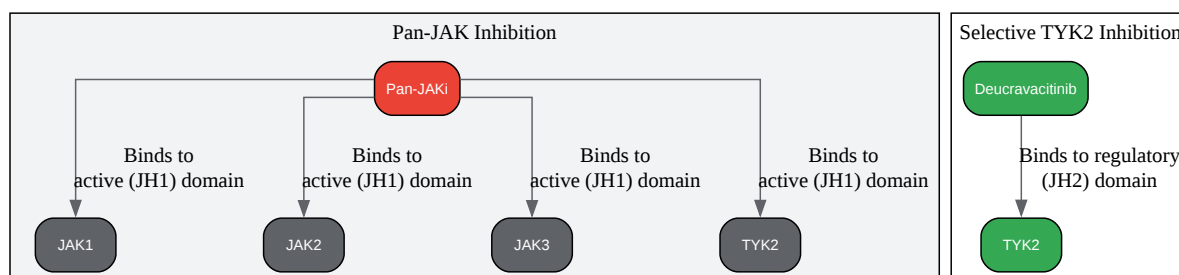 Pan-JAK Inhibition
Pan-JAKi
Binds to
active (JH1) domain
Binds to
active (JH1) domain
Binds to
active (JH1) domain
Binds to
active (JH1) domain
JAK1
JAK2
JAK3
TYK2
Selective TYK2 Inhibition
Deucravacitinib
Binds to regulatory
(JH2) domain
TYK2